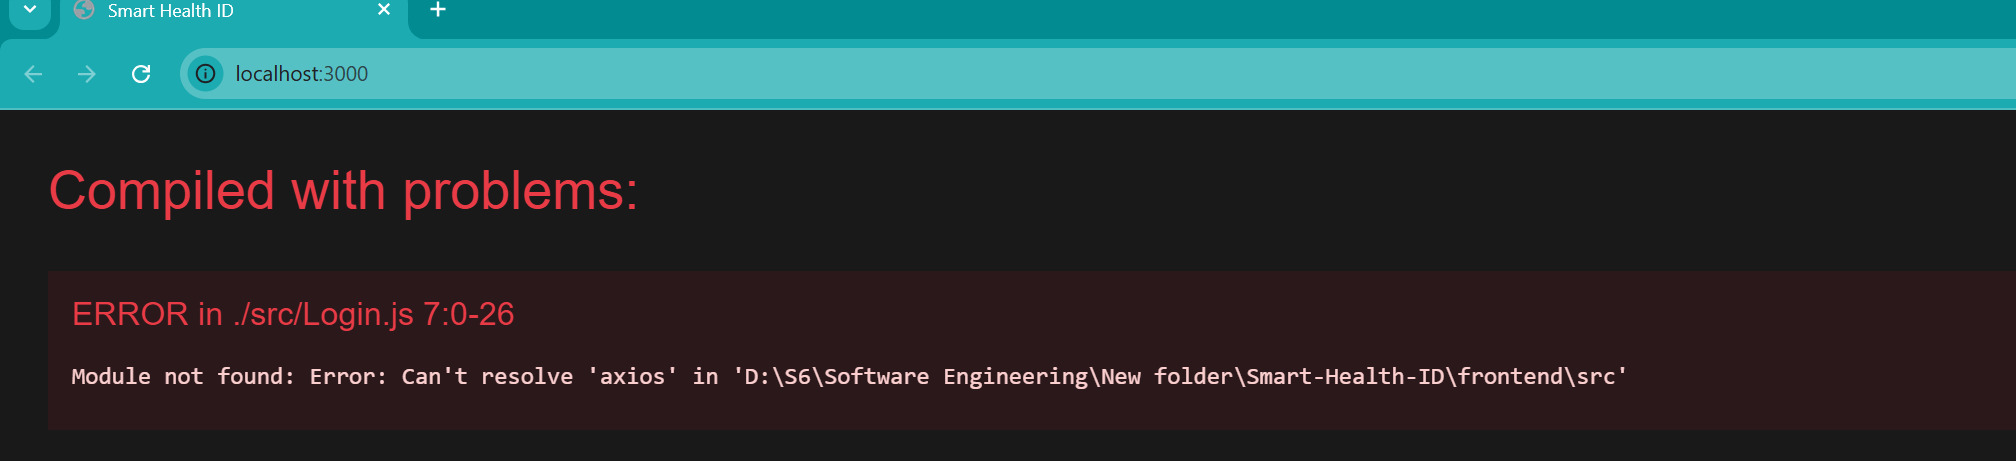 Smart Health ID
localhost:3000
Compiled with problems:
ERROR in ./src/Login.js 7:0-26
Module not found: Error: Can't resolve 'axios' in 'D:\S6\Software Engineering\New folder\Smart-Health-ID\frontend\src'